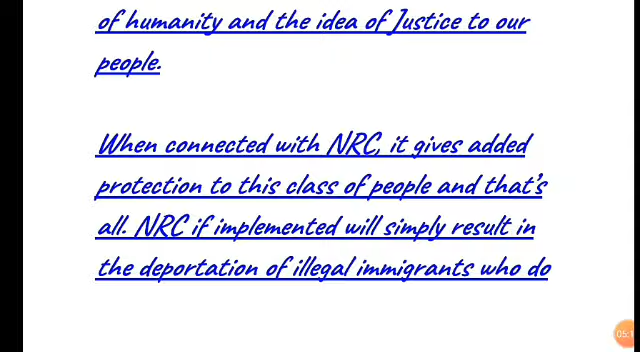 of humanity and the idea of Justice to our
people.
When connected with NRC, it gives added
protection to this class of people and that's
all. NRC if implemented will simply result in
the deportation of illegal immigrants who do